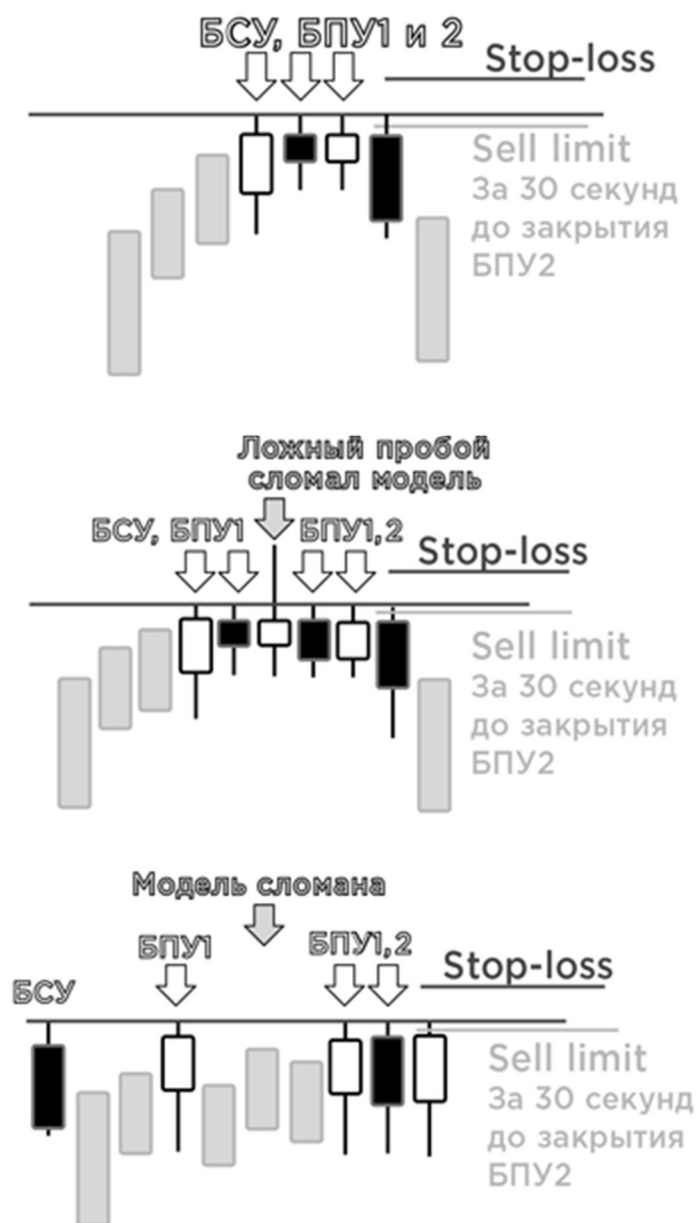 БСУ, БПУ1 и 2
Stop-loss
Sell limit
За 30 секунд
до закрытия
БПУ2
Ложный пробой
сломал модель
БСУ, БПУ1
БПУ1,2
Stop-loss
Sell limit
За 30 секунд
до закрытия
БПУ2
Модель сломана
БПУ1
БПУ1,2
Stop-loss
БСУ
Sell limit
За 30 секунд
до закрытия
БПУ2